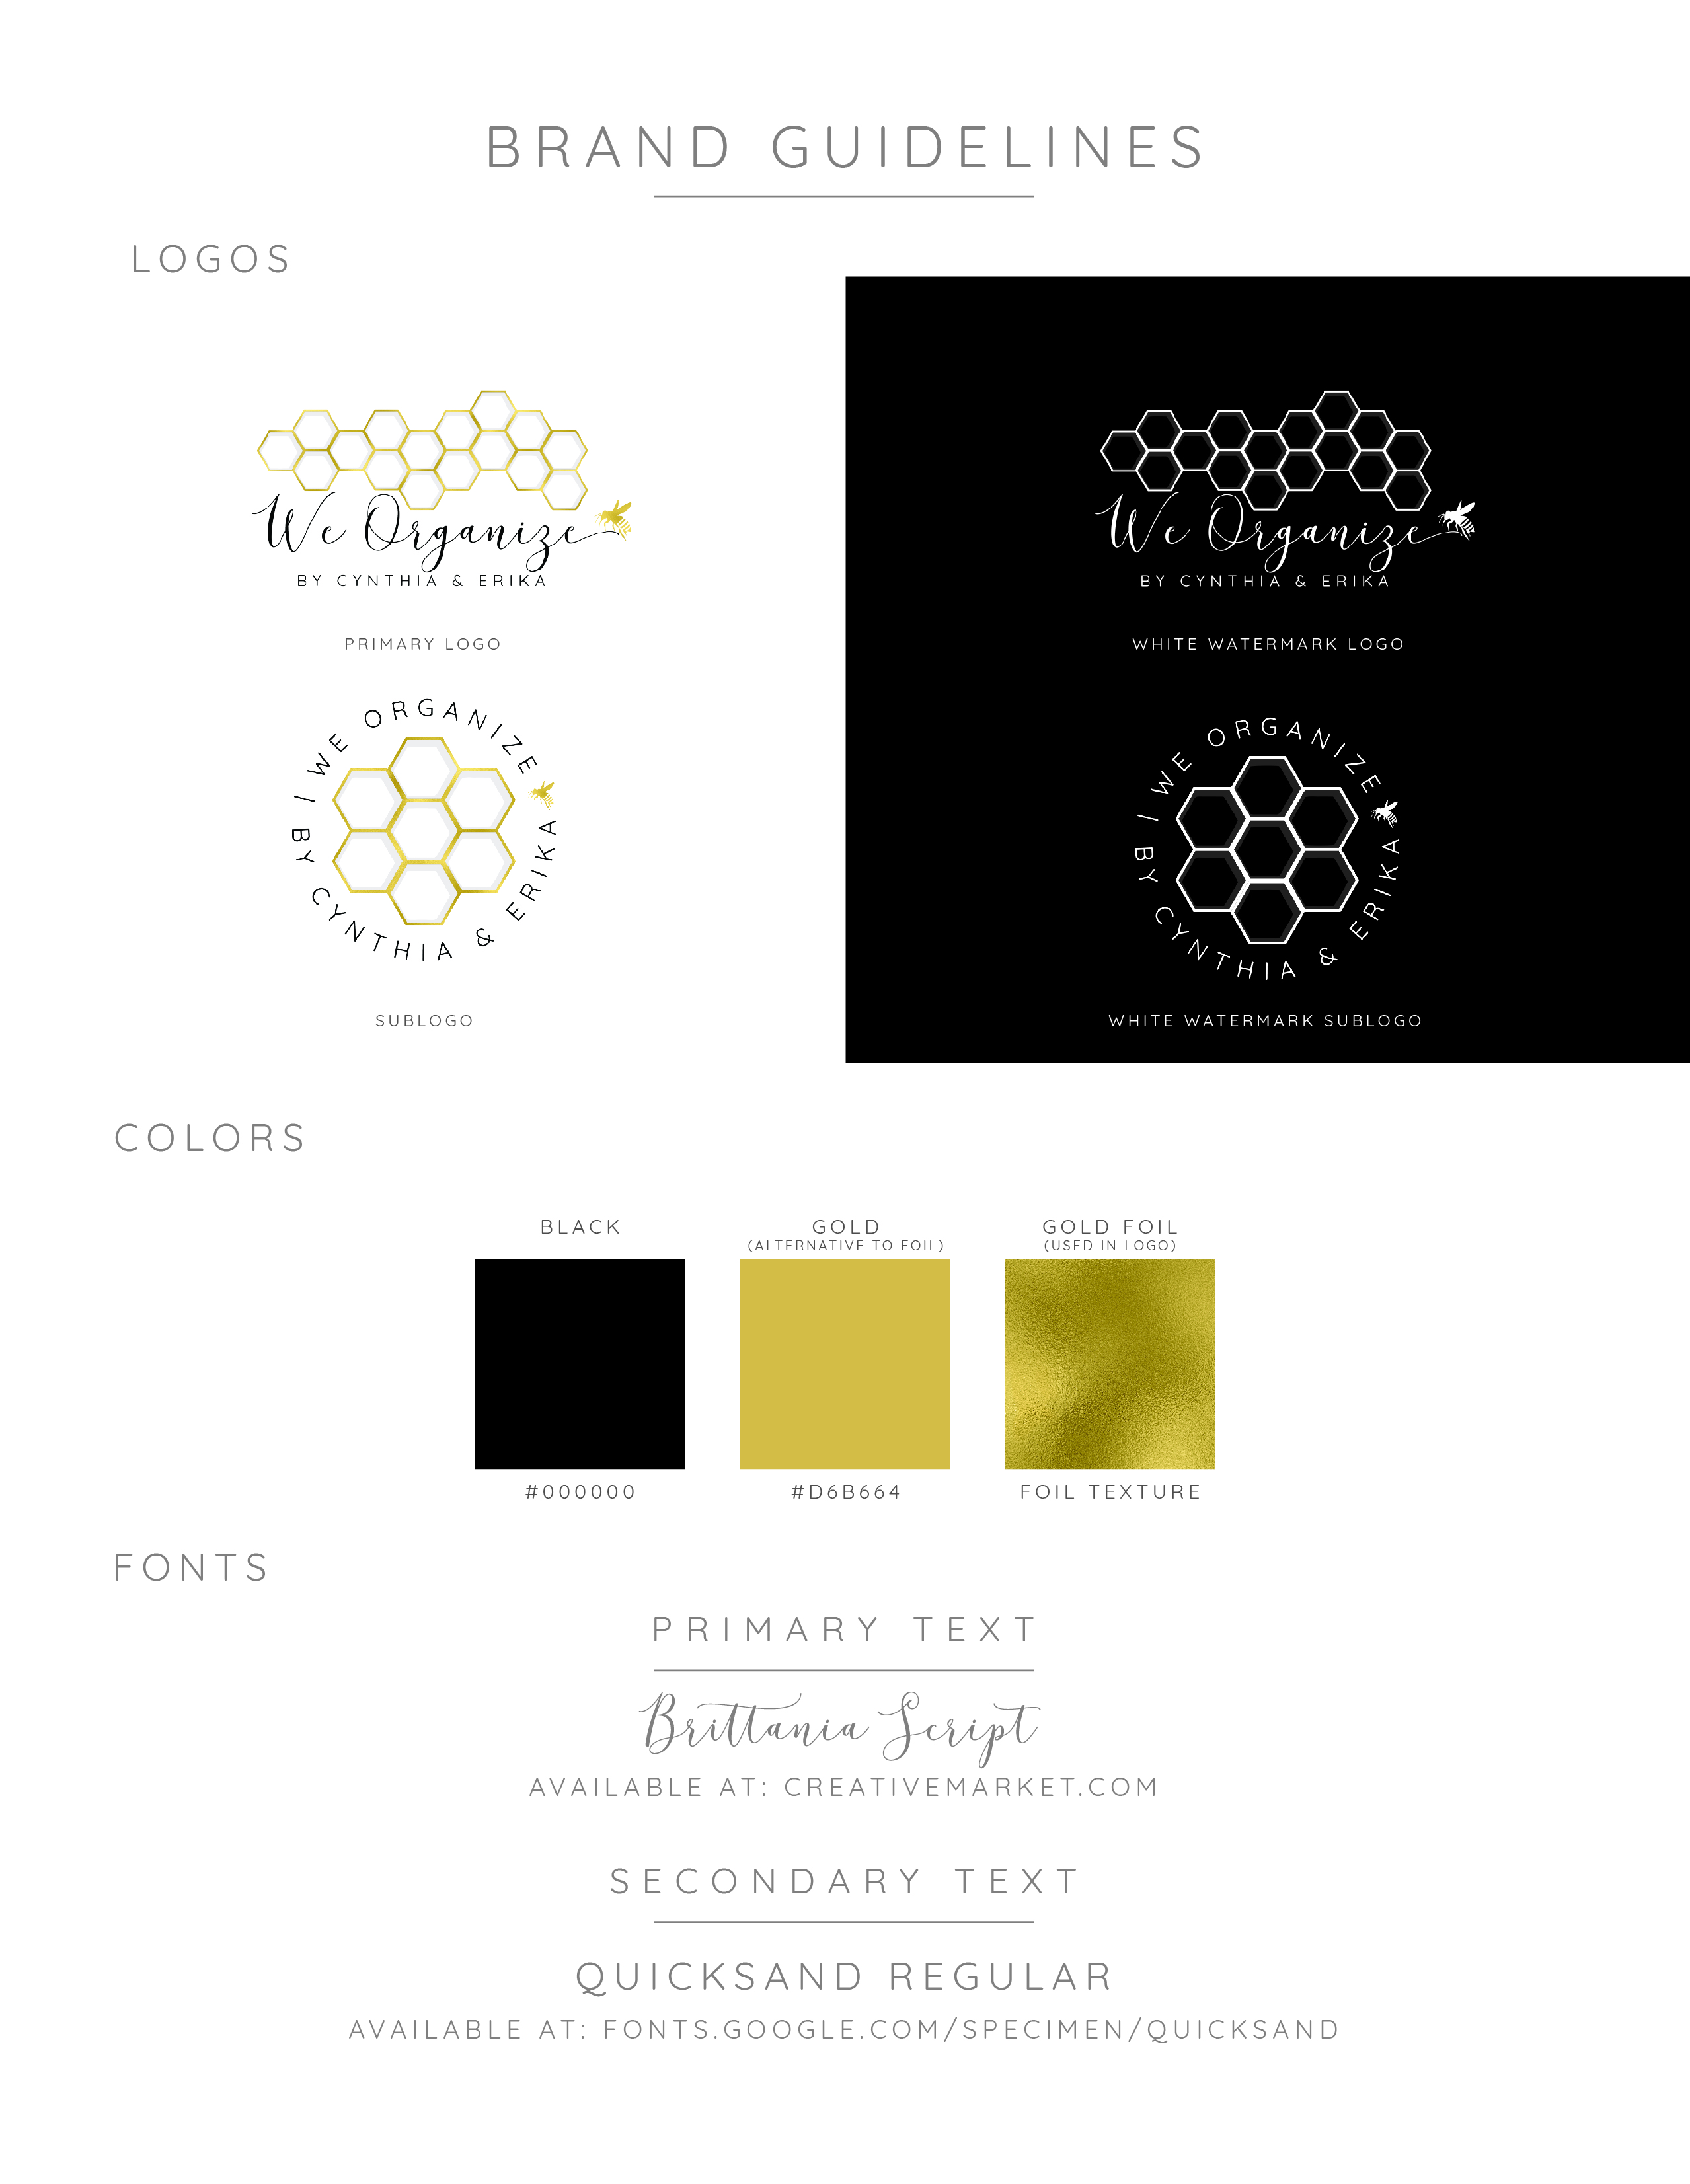 BRAND GUIDELINES
LOGOS
We Organize
BY CYNTHIA & ERIKA
PRIMARY LOGO
We Organize
BY CYNTHIA & ERIKA
WHITE WATERMARK LOGO
| WE ORGANIZE
BY CYNTHIA & ERIKA
SUBLOGO
| WE ORGANIZE
BY CYNTHIA & ERIKA
WHITE WATERMARK SUBLOGO
COLORS
BLACK
#000000
GOLD
(ALTERNATIVE TO FOIL)
#D6B664
GOLD FOIL
(USED IN LOGO)
FOIL TEXTURE
FONTS
PRIMARY TEXT
Brittania Script
AVAILABLE AT: CREATIVEMARKET.COM
SECONDARY TEXT
QUICKSAND REGULAR
AVAILABLE AT: FONTS.GOOGLE.COM/SPECIMEN/QUICKSAND